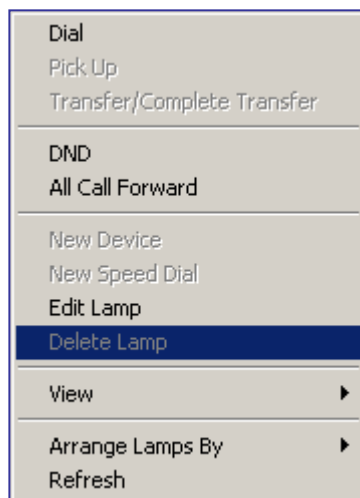 Dial
Pick Up
Transfer/Complete Transfer
DND
All Call Forward
New Device
New Speed Dial
Edit Lamp
Delete Lamp
View
Arrange Lamps By
Refresh